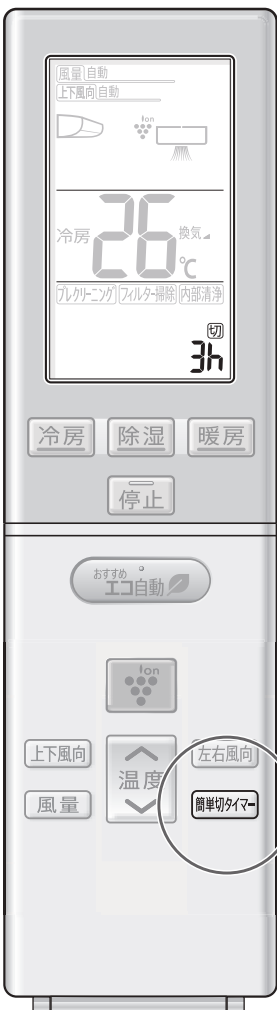 風量 自動
上下風向 自動
Ion
冷房 26℃ 換気
プレクリーニング フィルター掃除 内部清浄
切
3h
冷房 除湿 暖房
停止
おすすめ
エコ自動
Ion
上下風向 温度 左右風向
風量 簡単切タイマー